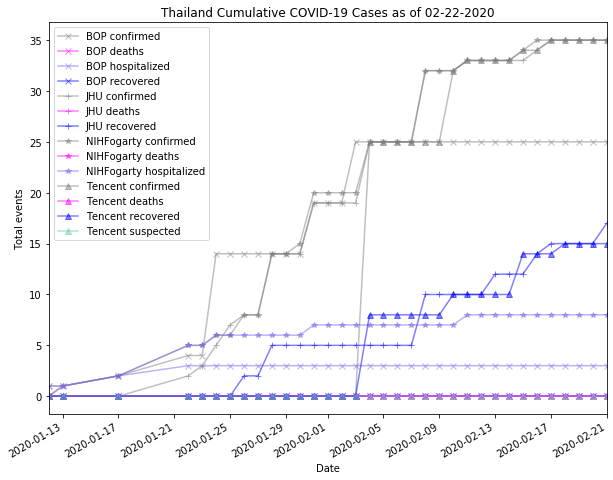 Thailand Cumulative COVID-19 Cases as of 02-22-2020
Total events
35
30
25
20
15
10
5
0
BOP confirmed
BOP deaths
BOP hospitalized
BOP recovered
JHU confirmed
JHU deaths
JHU recovered
NIHFogarty confirmed
NIHFogarty deaths
NIHFogarty hospitalized
Tencent confirmed
Tencent deaths
Tencent recovered
Tencent suspected
2020-01-13
2020-01-17
2020-01-21
2020-01-25
2020-01-29
2020-02-01
2020-02-05
2020-02-09
2020-02-13
2020-02-17
2020-02-21
Date